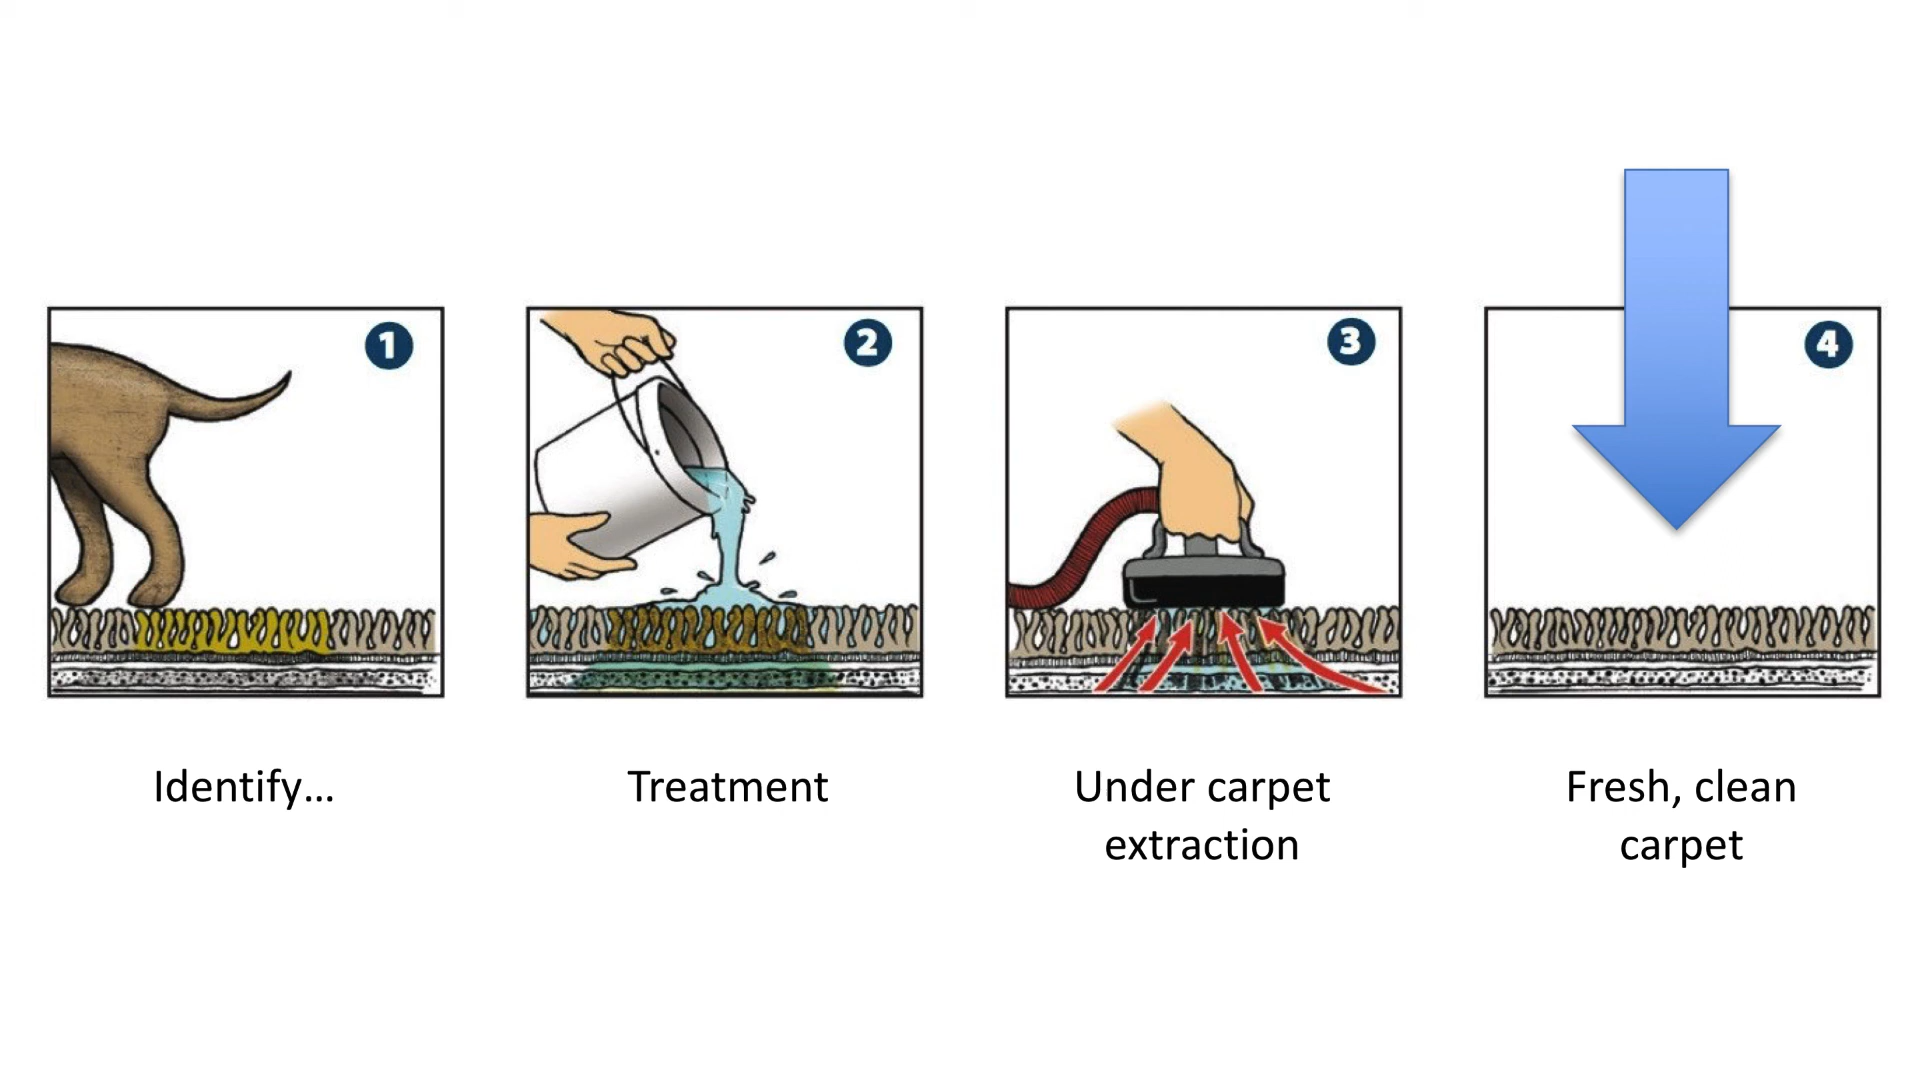 1
2
3
4
Identify...
Treatment
Under carpet
extraction
Fresh, clean
carpet